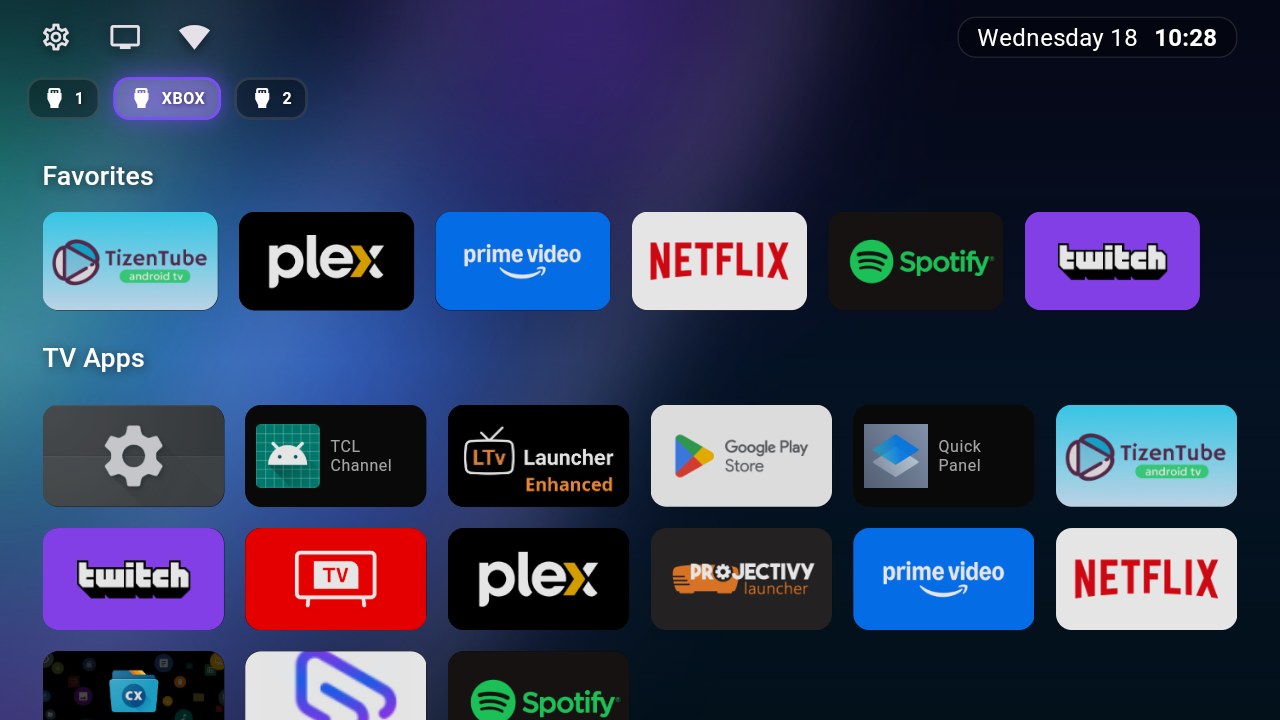 Wednesday 18 10:28
1 XBOX 2
Favorites
TizenTube
android tv
plex
prime video
NETFLIX
Spotify
twitch
TV Apps
TCL
Channel
LTv Launcher
Enhanced
Google Play
Store
Quick
Panel
TizenTube
android tv
twitch
TV
plex
PROJECTIVY
launcher
prime video
NETFLIX
CX
Spotify